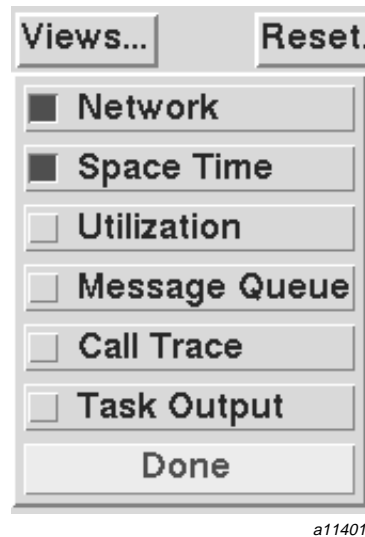 Views... Reset.
Network
Space Time
Utilization
Message Queue
Call Trace
Task Output
Done
a11401